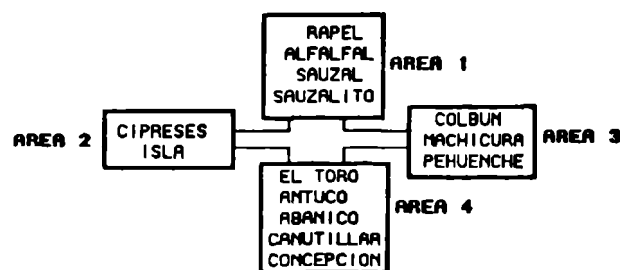 RAPEL
ALFALFAL
SAUZAL
SAUZALITO
AREA 1
AREA 2
CIPRESES
ISLA
COLBUN
MACHICURA
PEHUENCHE
AREA 3
EL TORO
ANTUCO
ABANICO
CANUTILLAR
CONCEPCION
AREA 4